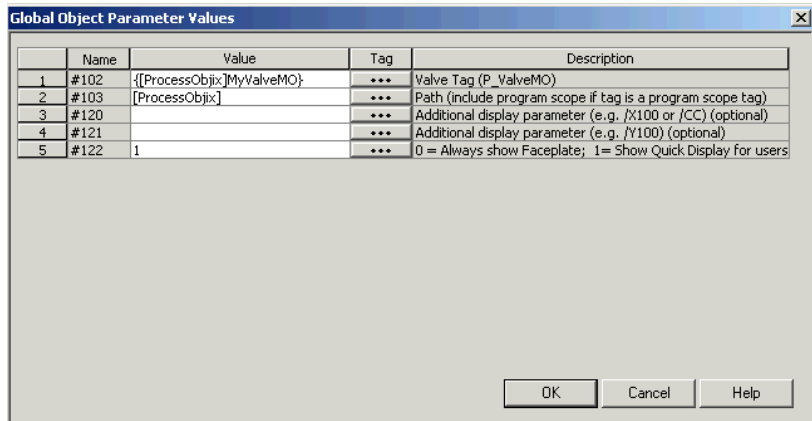 Global Object Parameter Values
Name Value Tag Description
1 #102 {[ProcessObjix]MyValveMO} ••• Valve Tag (P_ValveMO)
2 #103 [ProcessObjix] ••• Path (include program scope if tag is a program scope tag)
3 #120 ••• Additional display parameter (e.g. /X100 or /CC) (optional)
4 #121 ••• Additional display parameter (e.g. /Y100) (optional)
5 #122 1 ••• 0 = Always show Faceplate; 1= Show Quick Display for users
OK Cancel Help